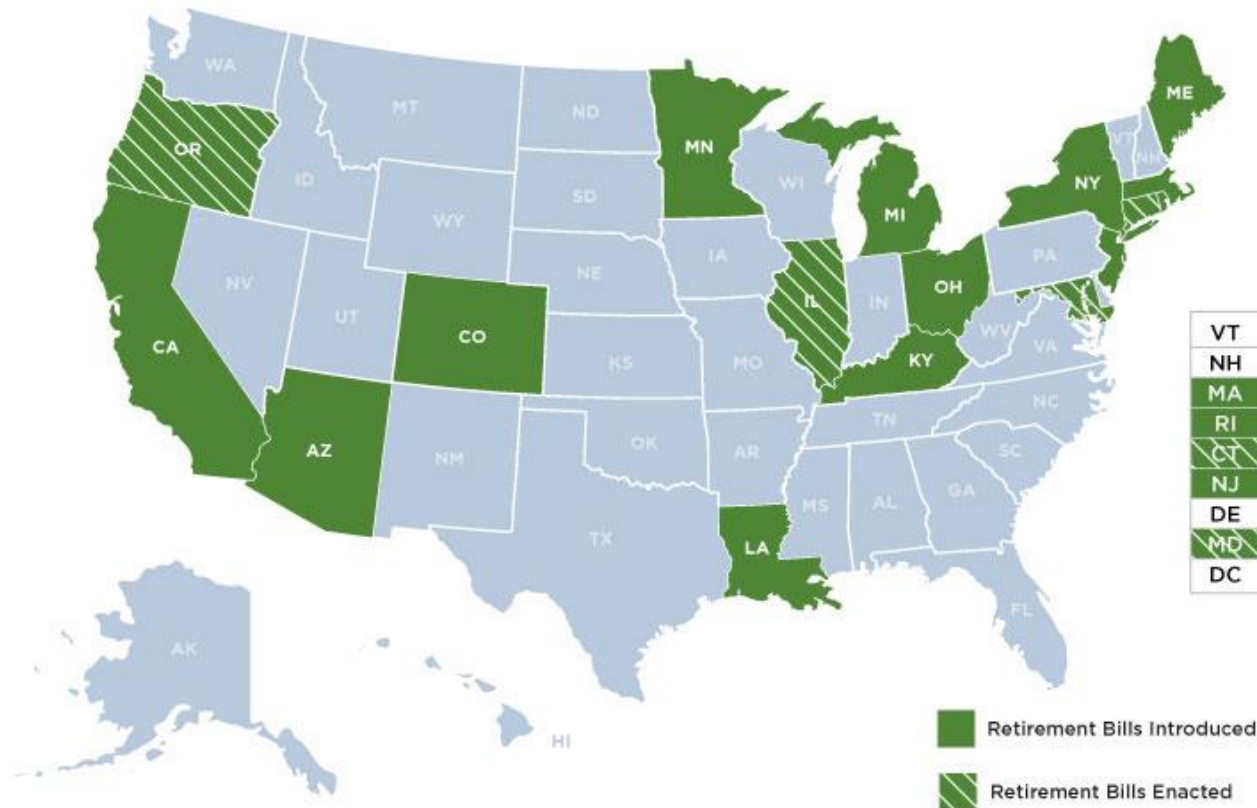 WA
MT
ND
MN
ME
OR
ID
SD
WI
VT
NH
NY
MI
WY
IA
PA
NE
NV
UT
CO
IL
IN
OH
WV
VA
CA
KS
MO
KY
NC
TN
AZ
NM
OK
AR
SC
MS
AL
GA
TX
LA
FL
AK
HI
VT
NH
MA
RI
CT
NJ
DE
MD
DC
Retirement Bills Introduced
Retirement Bills Enacted